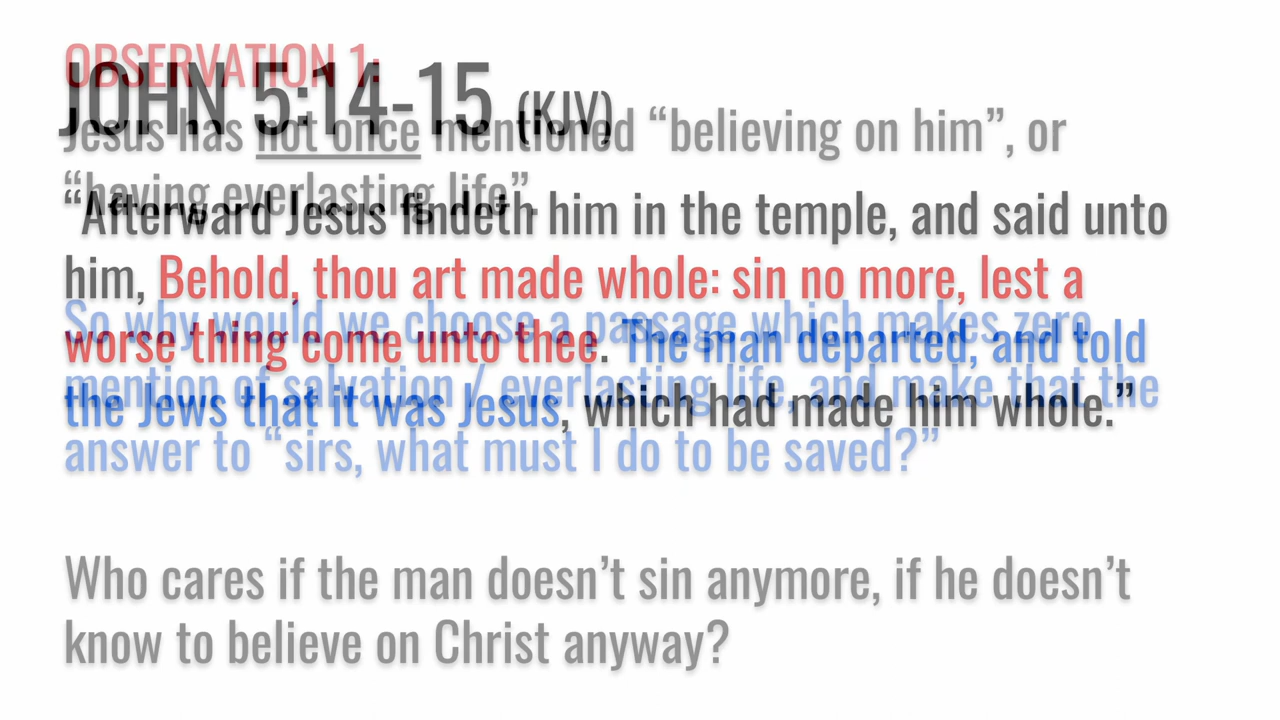 OBSERVATION 1:
Jesus has not once mentioned “believing on him”, or
“having everlasting life”.
So why would we choose a passage which makes zero
mention of salvation / everlasting life, and make that the
answer to “sirs, what must I do to be saved?”
Who cares if the man doesn’t sin anymore, if he doesn’t
know to believe on Christ anyway?
JOHN 5:14-15 (KJV)
“Afterward Jesus findeth him in the temple, and said unto
him, Behold, thou art made whole: sin no more, lest a
worse thing come unto thee. The man departed, and told
the Jews that it was Jesus, which had made him whole.”